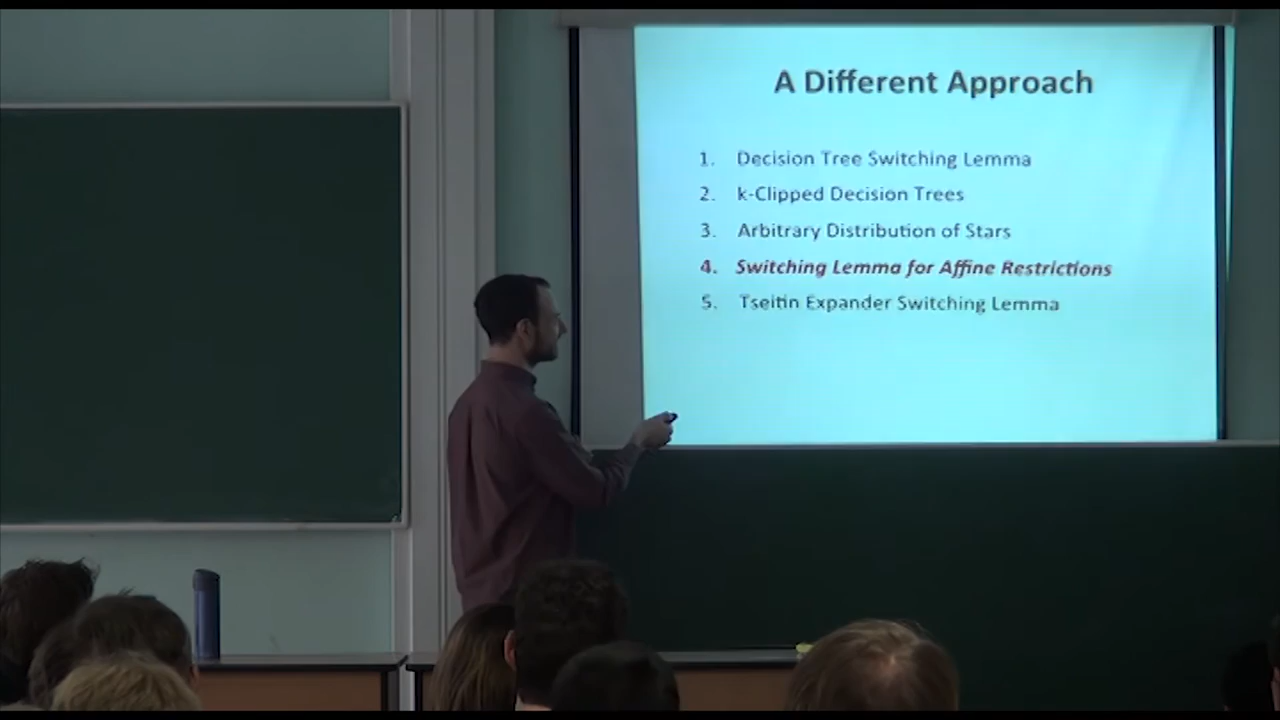 A Different Approach
1. Decision Tree Switching Lemma
2. k-Clipped Decision Trees
3. Arbitrary Distribution of Stars
4. Switching Lemma for Affine Restrictions
5. Tseitin Expander Switching Lemma